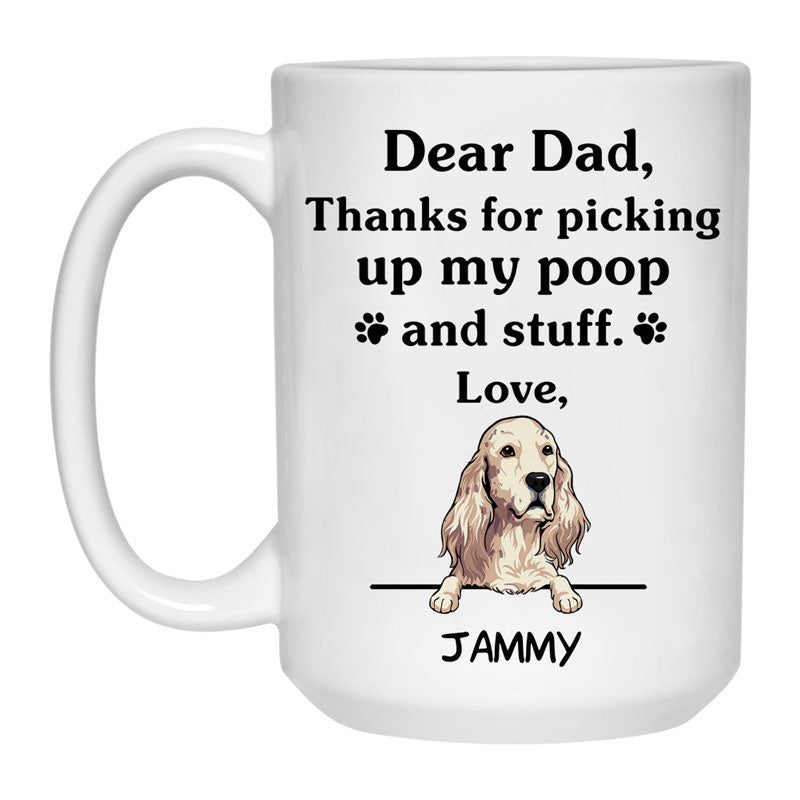 Dear Dad,
Thanks for picking
up my poop
and stuff.
Love,
JAMMY